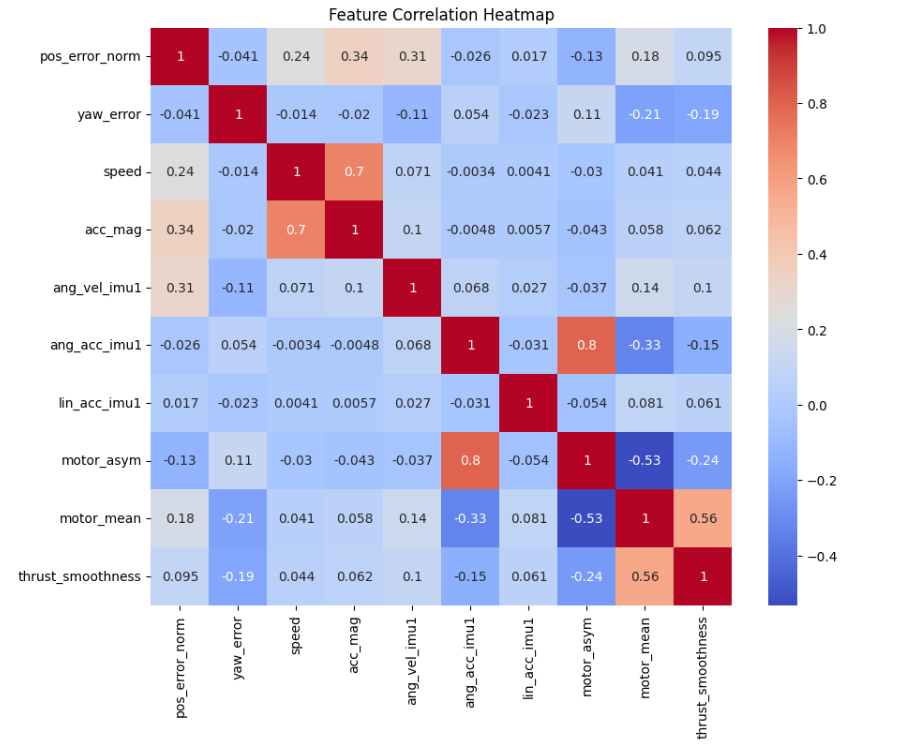 Feature Correlation Heatmap
pos_error_norm 1 -0.041 0.24 0.34 0.31 -0.026 0.017 -0.13 0.18 0.095
yaw_error -0.041 1 -0.014 -0.02 -0.11 0.054 -0.023 0.11 -0.21 -0.19
speed 0.24 -0.014 1 0.7 0.071 -0.0034 0.0041 -0.03 0.041 0.044
acc_mag 0.34 -0.02 0.7 1 0.1 -0.0048 0.0057 -0.043 0.058 0.062
ang_vel_imu1 0.31 -0.11 0.071 0.1 1 0.068 0.027 -0.037 0.14 0.1
ang_acc_imu1 -0.026 0.054 -0.0034 -0.0048 0.068 1 -0.031 0.8 -0.33 -0.15
lin_acc_imu1 0.017 -0.023 0.0041 0.0057 0.027 -0.031 1 -0.054 0.081 0.061
motor_asym -0.13 0.11 -0.03 -0.043 -0.037 0.8 -0.054 1 -0.53 -0.24
motor_mean 0.18 -0.21 0.041 0.058 0.14 -0.33 0.081 -0.53 1 0.56
thrust_smoothness 0.095 -0.19 0.044 0.062 0.1 -0.15 0.061 -0.24 0.56 1
pos_error_norm
yaw_error
speed
acc_mag
ang_vel_imu1
ang_acc_imu1
lin_acc_imu1
motor_asym
motor_mean
thrust_smoothness
1.0
0.8
0.6
0.4
0.2
0.0
−0.2
−0.4